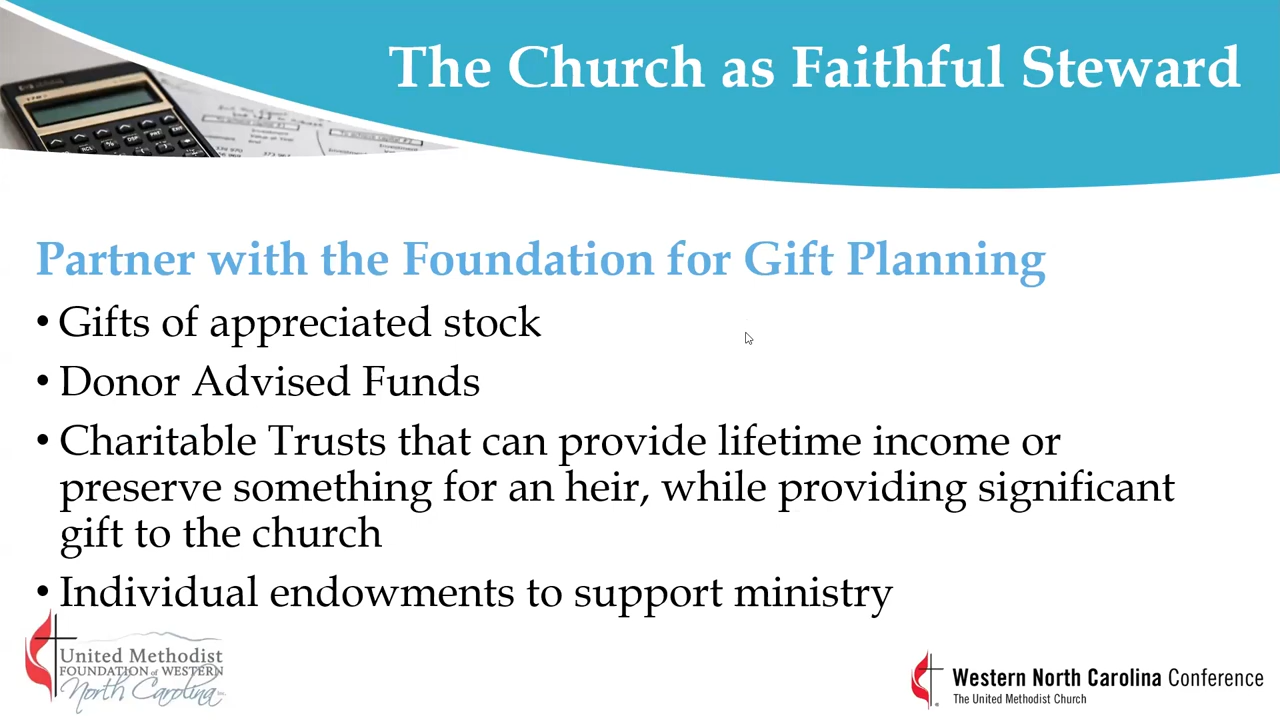 The Church as Faithful Steward
Partner with the Foundation for Gift Planning
• Gifts of appreciated stock
• Donor Advised Funds
• Charitable Trusts that can provide lifetime income or
preserve something for an heir, while providing significant
gift to the church
• Individual endowments to support ministry
United Methodist
FOUNDATION of WESTERN
North Carolina
Western North Carolina Conference
The United Methodist Church